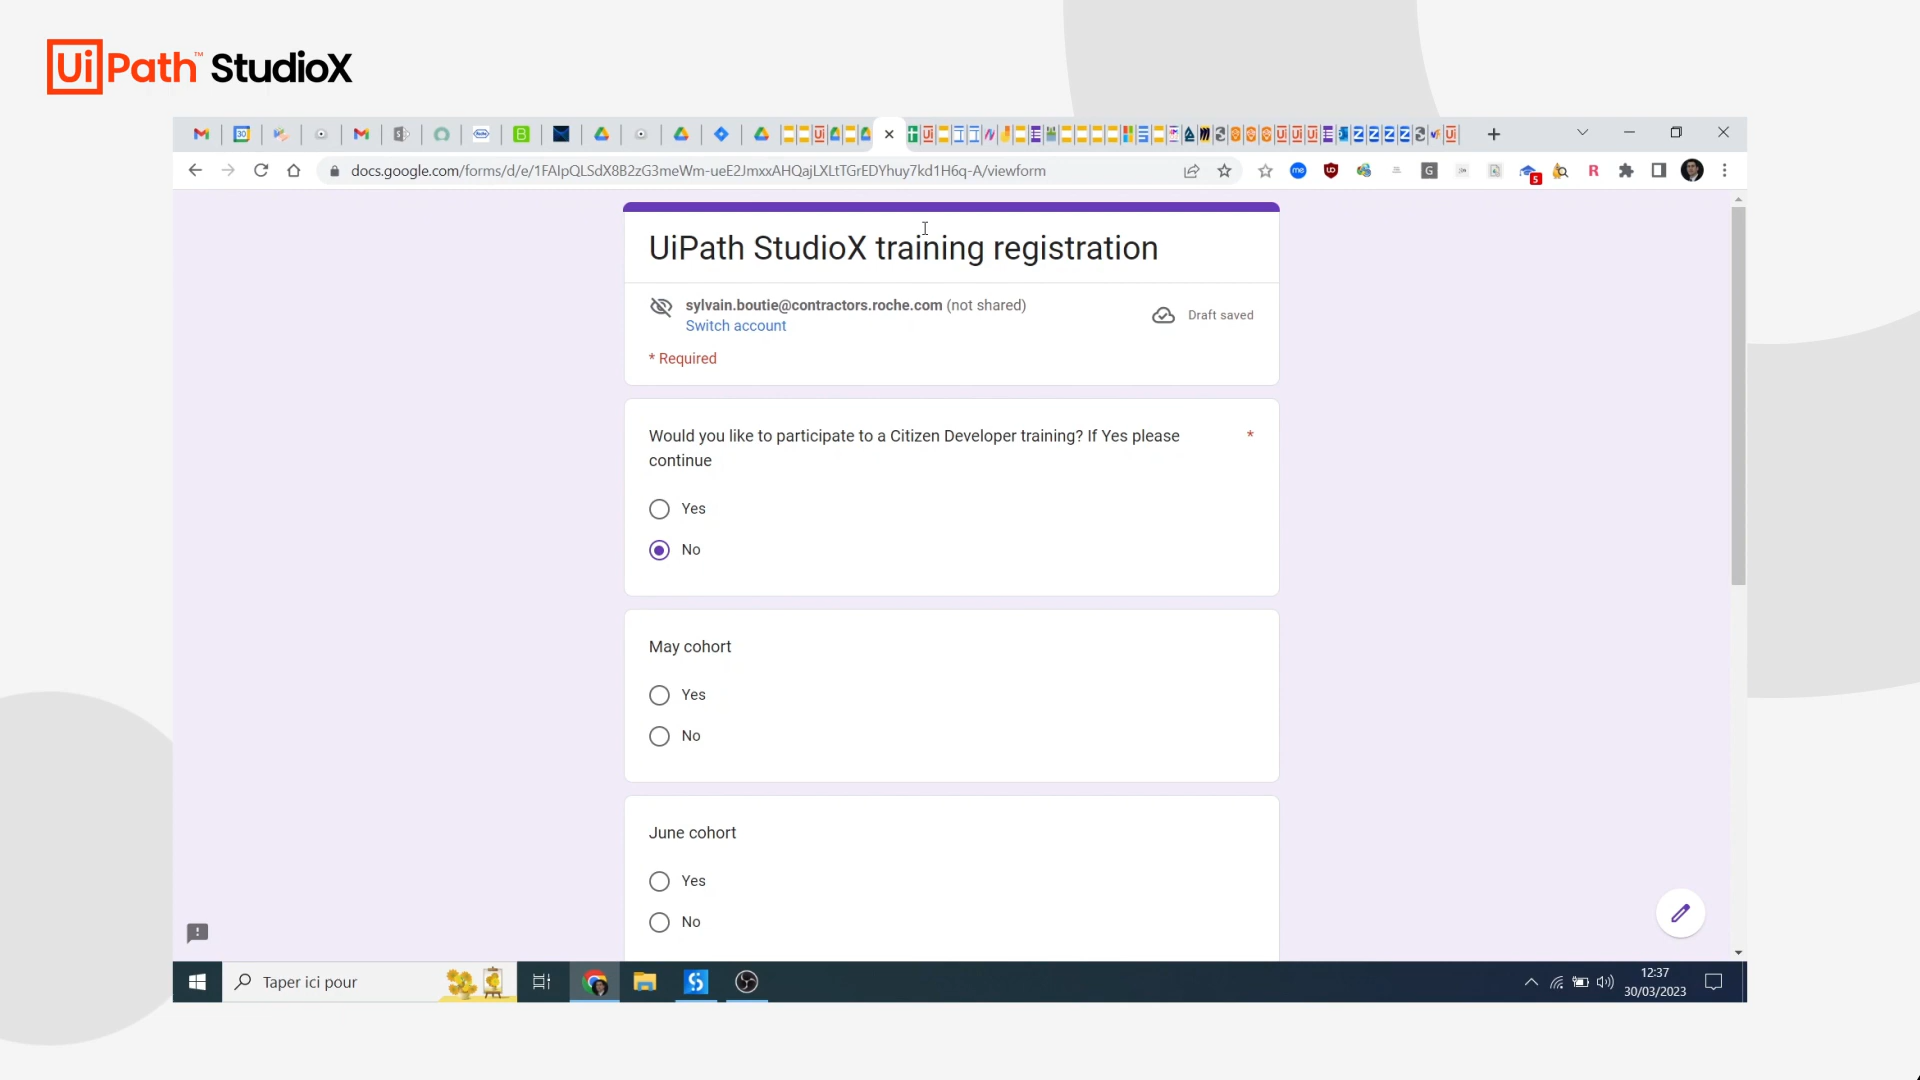 UiPath™ StudioX
docs.google.com/forms/d/e/1FAIpQLSdX8B2zG3meWm-ueE2JmxxAHQajLXLtTGrEDYhuy7kd1H6q-A/viewform
UiPath StudioX training registration
sylvain.boutie@contractors.roche.com (not shared)
Switch account
Draft saved
* Required
Would you like to participate to a Citizen Developer training? If Yes please *
continue
Yes
No
May cohort
Yes
No
June cohort
Yes
No
Taper ici pour
12:37
30/03/2023